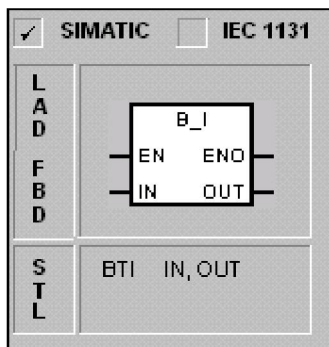 ✓ SIMATIC IEC 1131
LAD
FBD
B_I
EN ENO
IN OUT
STL
BTI IN, OUT